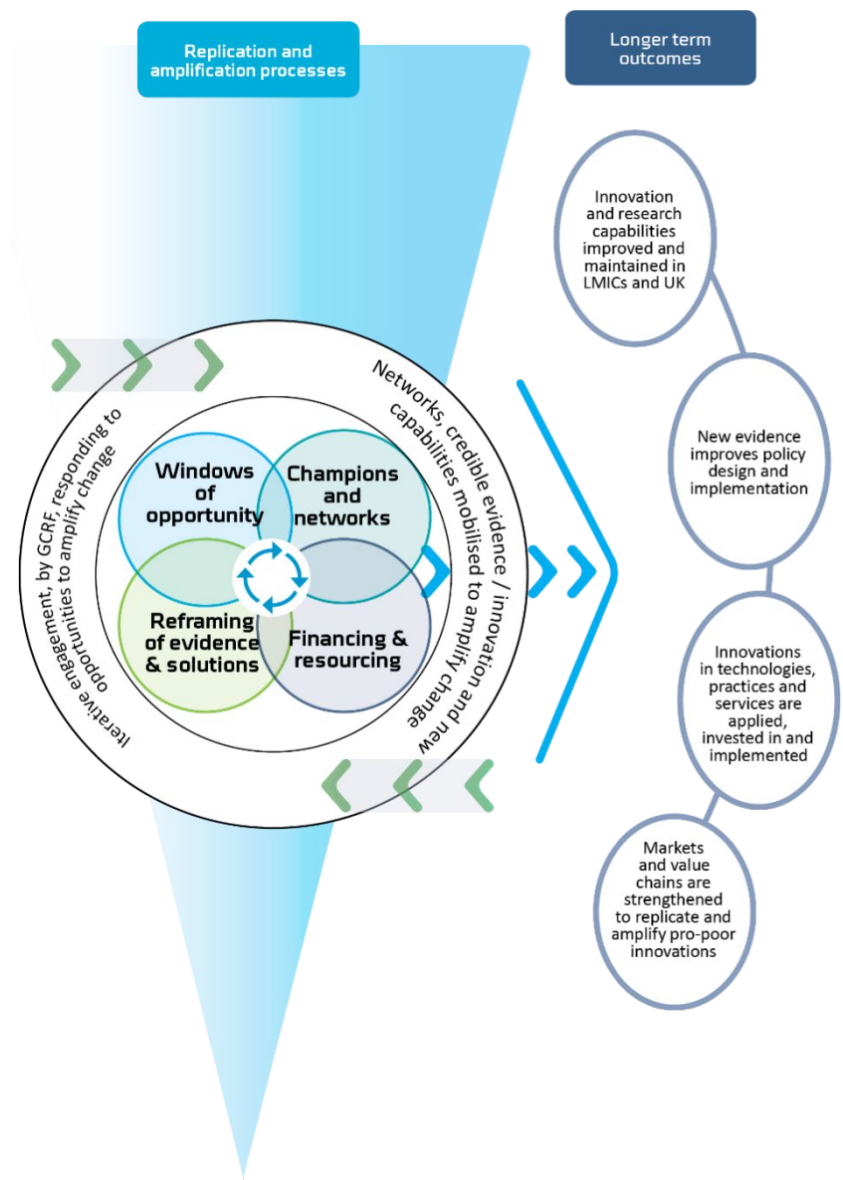 Replication and
amplification processes
Longer term
outcomes
Innovation
and research
capabilities
improved and
maintained in
LMICs and UK
New evidence
improves policy
design and
implementation
Innovations
in technologies,
practices and
services are
applied,
invested in and
implemented
Markets
and value
chains are
strengthened
to replicate and
amplify pro-poor
innovations
Iterative engagement, by GCRF, responding to
opportunities to amplify change
Networks, credible evidence / innovation and new
capabilities mobilised to amplify change
Windows
of
opportunity
Champions
and
networks
Reframing
of evidence
& solutions
Financing &
resourcing